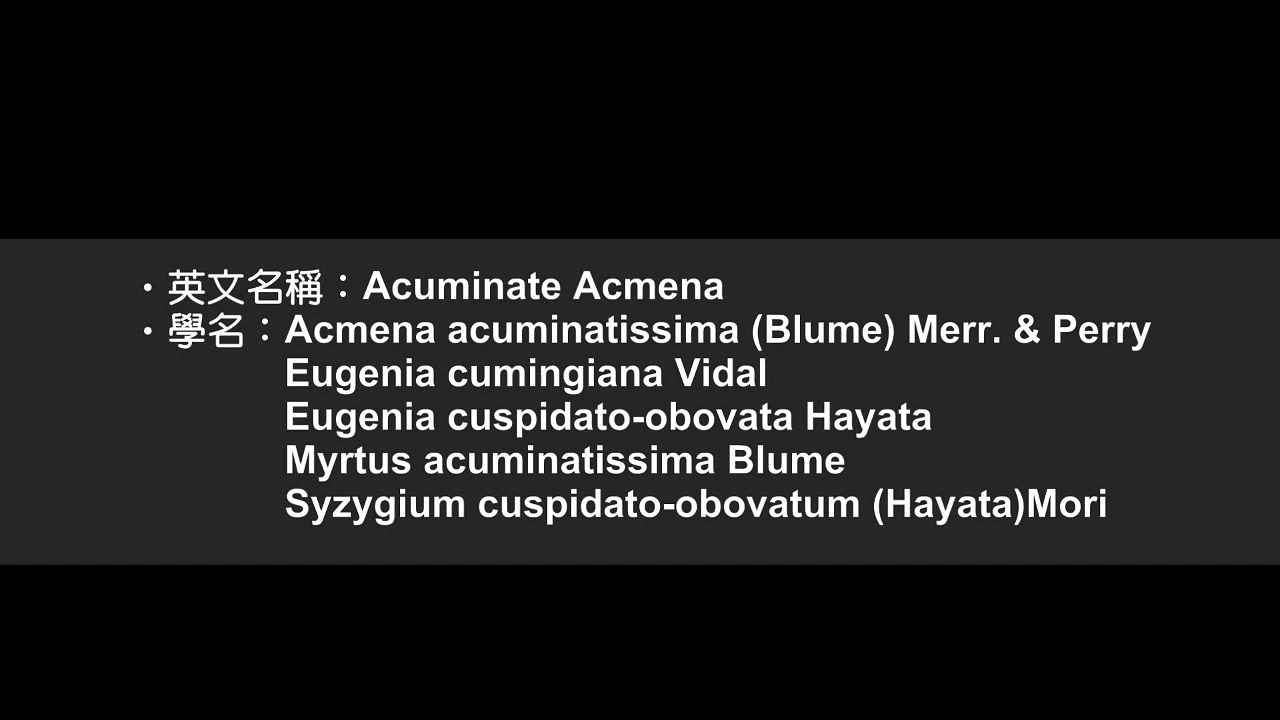 ・英文名稱：Acuminate Acmena
・學名：Acmena acuminatissima (Blume) Merr. & Perry
Eugenia cumingiana Vidal
Eugenia cuspidato-obovata Hayata
Myrtus acuminatissima Blume
Syzygium cuspidato-obovatum (Hayata)Mori